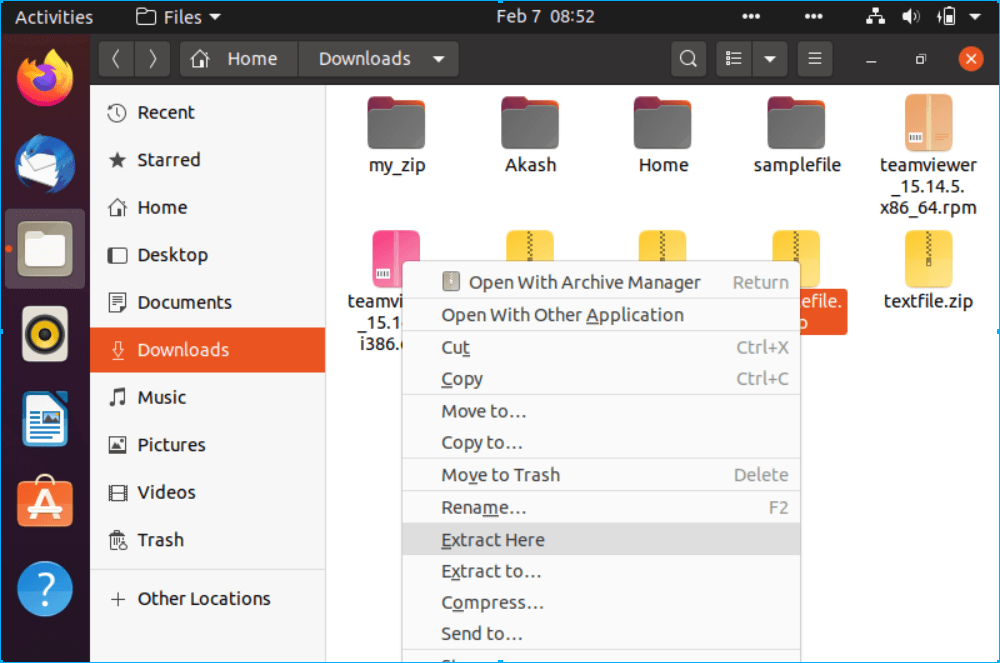 Activities
Files
Feb 7 08:52
Home
Downloads
Recent
Starred
Home
Desktop
Documents
Downloads
Music
Pictures
Videos
Trash
Other Locations
my_zip
Akash
Home
samplefile
teamviewer
_15.14.5.
x86_64.rpm
_15.1
i386.
efile.
textfile.zip
Open With Archive Manager Return
Open With Other Application
Cut Ctrl+X
Copy Ctrl+C
Move to...
Copy to...
Move to Trash Delete
Rename... F2
Extract Here
Extract to...
Compress...
Send to...